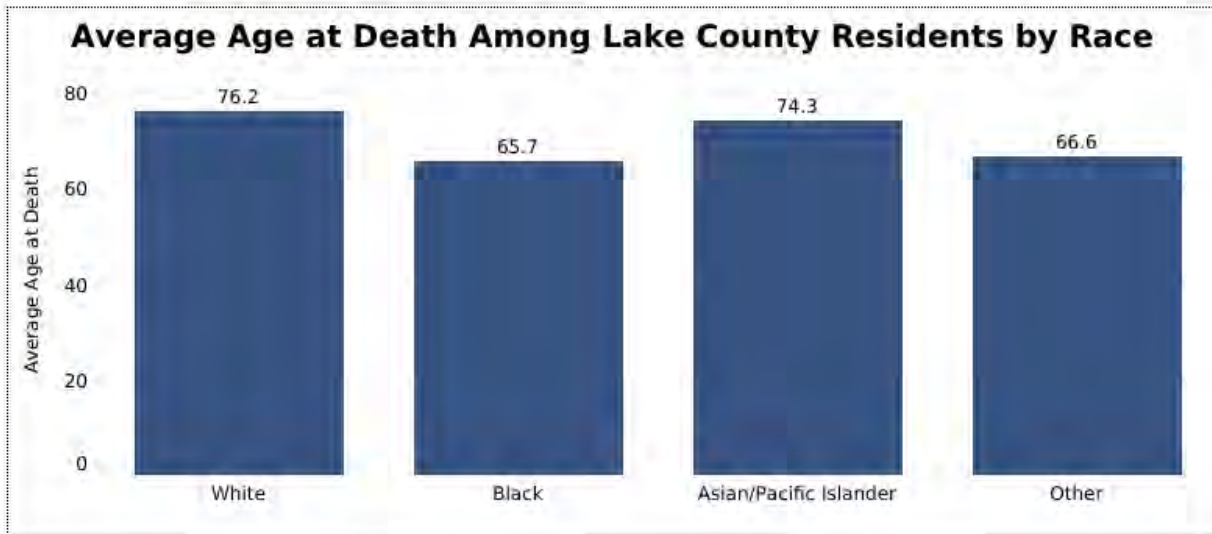 Average Age at Death Among Lake County Residents by Race
Average Age at Death
80
60
40
20
0
76.2
65.7
74.3
66.6
White
Black
Asian/Pacific Islander
Other